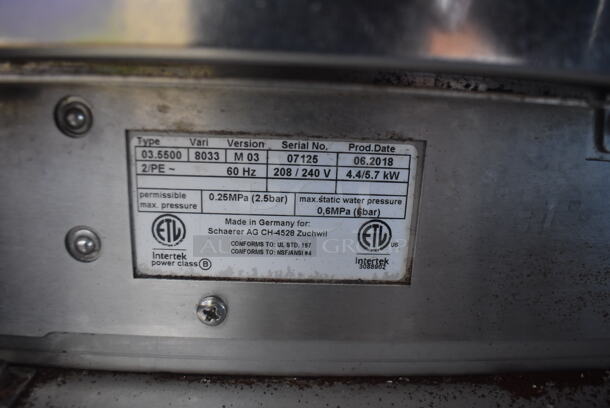 Type Vari Version Serial No. Prod.Date
03.5500 8033 M 03 07125 06.2018
2/PE ~ 60 Hz 208 / 240 V 4.4/5.7 kW
permissible max. pressure 0.25MPa (2.5bar) max.static water pressure 0,6MPa (6bar)
Made in Germany for:
Schaerer AG CH-4528 Zuchwil
CONFORMS TO: UL STD. 197
CONFORMS TO: NSF/ANSI #4
ETL
Intertek
power class B
ETL US
Intertek
3088902